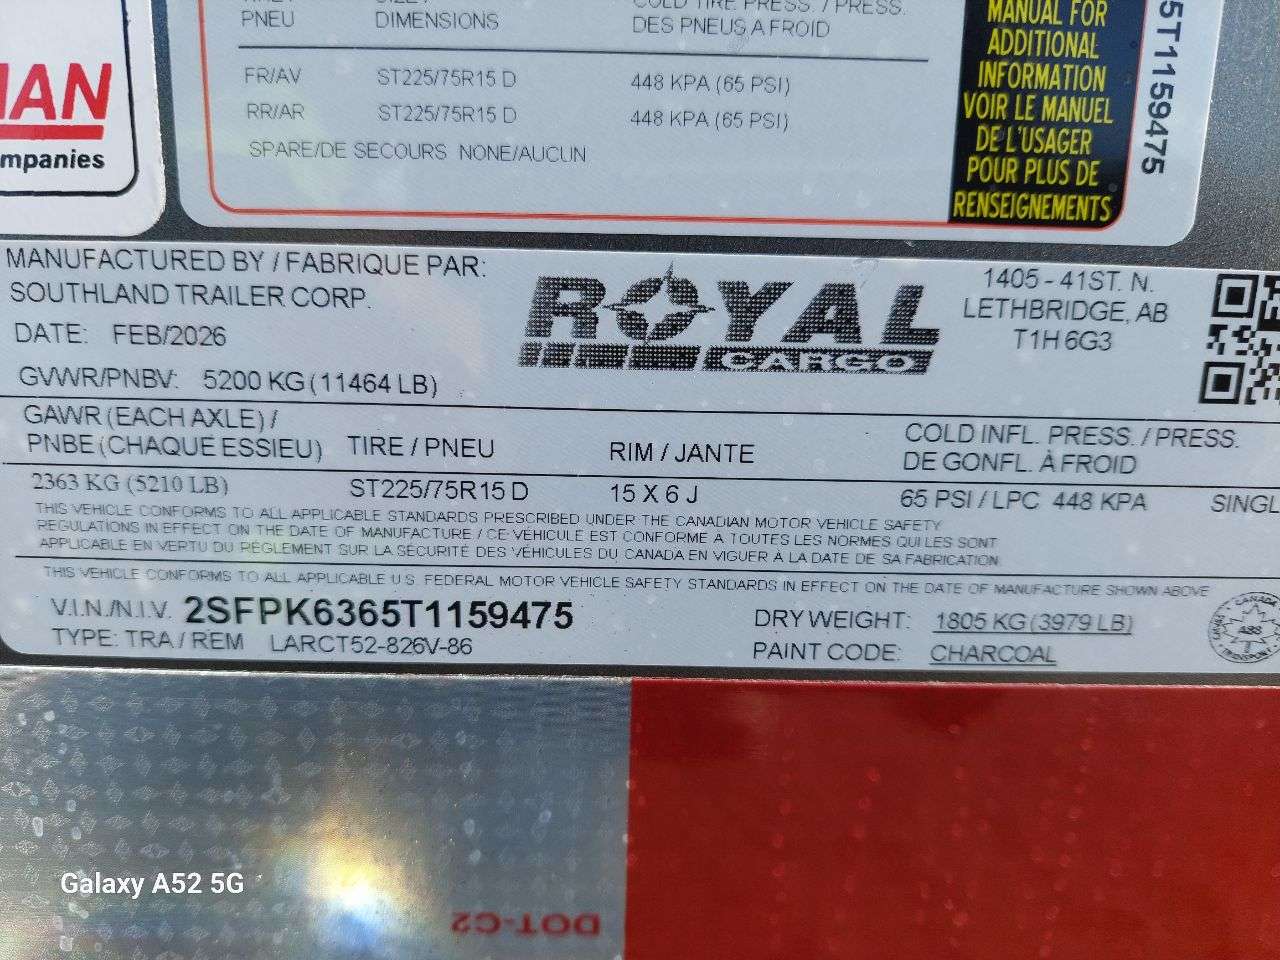 PNEU DIMENSIONS DES PNEUS A FROID
FR/AV ST225/75R15 D 448 KPA (65 PSI)
RR/AR ST225/75R15 D 448 KPA (65 PSI)
SPARE/DE SECOURS NONE/AUCUN
MANUAL FOR
ADDITIONAL
INFORMATION
VOIR LE MANUEL
DE L'USAGER
POUR PLUS DE
RENSEIGNEMENTS
5T1159475
MAN
mpanies
MANUFACTURED BY / FABRIQUE PAR:
SOUTHLAND TRAILER CORP.
DATE: FEB/2026
GVWR/PNBV: 5200 KG (11464 LB)
ROYAL
CARGO
1405 - 41ST. N.
LETHBRIDGE, AB
T1H 6G3
GAWR (EACH AXLE) /
PNBE (CHAQUE ESSIEU) TIRE / PNEU RIM / JANTE COLD INFL. PRESS. / PRESS.
DE GONFL. À FROID
2363 KG (5210 LB) ST225/75R15 D 15 X 6 J 65 PSI / LPC 448 KPA SINGL
THIS VEHICLE CONFORMS TO ALL APPLICABLE STANDARDS PRESCRIBED UNDER THE CANADIAN MOTOR VEHICLE SAFETY
REGULATIONS IN EFFECT ON THE DATE OF MANUFACTURE / CE VEHICULE EST CONFORME A TOUTES LES NORMES QUI LES SONT
APPLICABLE EN VERTU DU RÉGLEMENT SUR LA SÉCURITÉ DES VÉHICULES DU CANADA EN VIGUER À LA DATE DE SA FABRICATION
THIS VEHICLE CONFORMS TO ALL APPLICABLE U.S. FEDERAL MOTOR VEHICLE SAFETY STANDARDS IN EFFECT ON THE DATE OF MANUFACTURE SHOWN ABOVE
V.I.N./N.I.V. 2SFPK6365T1159475 DRY WEIGHT: 1805 KG (3979 LB)
TYPE: TRA / REM LARCT52-826V-86 PAINT CODE: CHARCOAL
CANADA
TRANSPORT
DOT-C2
Galaxy A52 5G